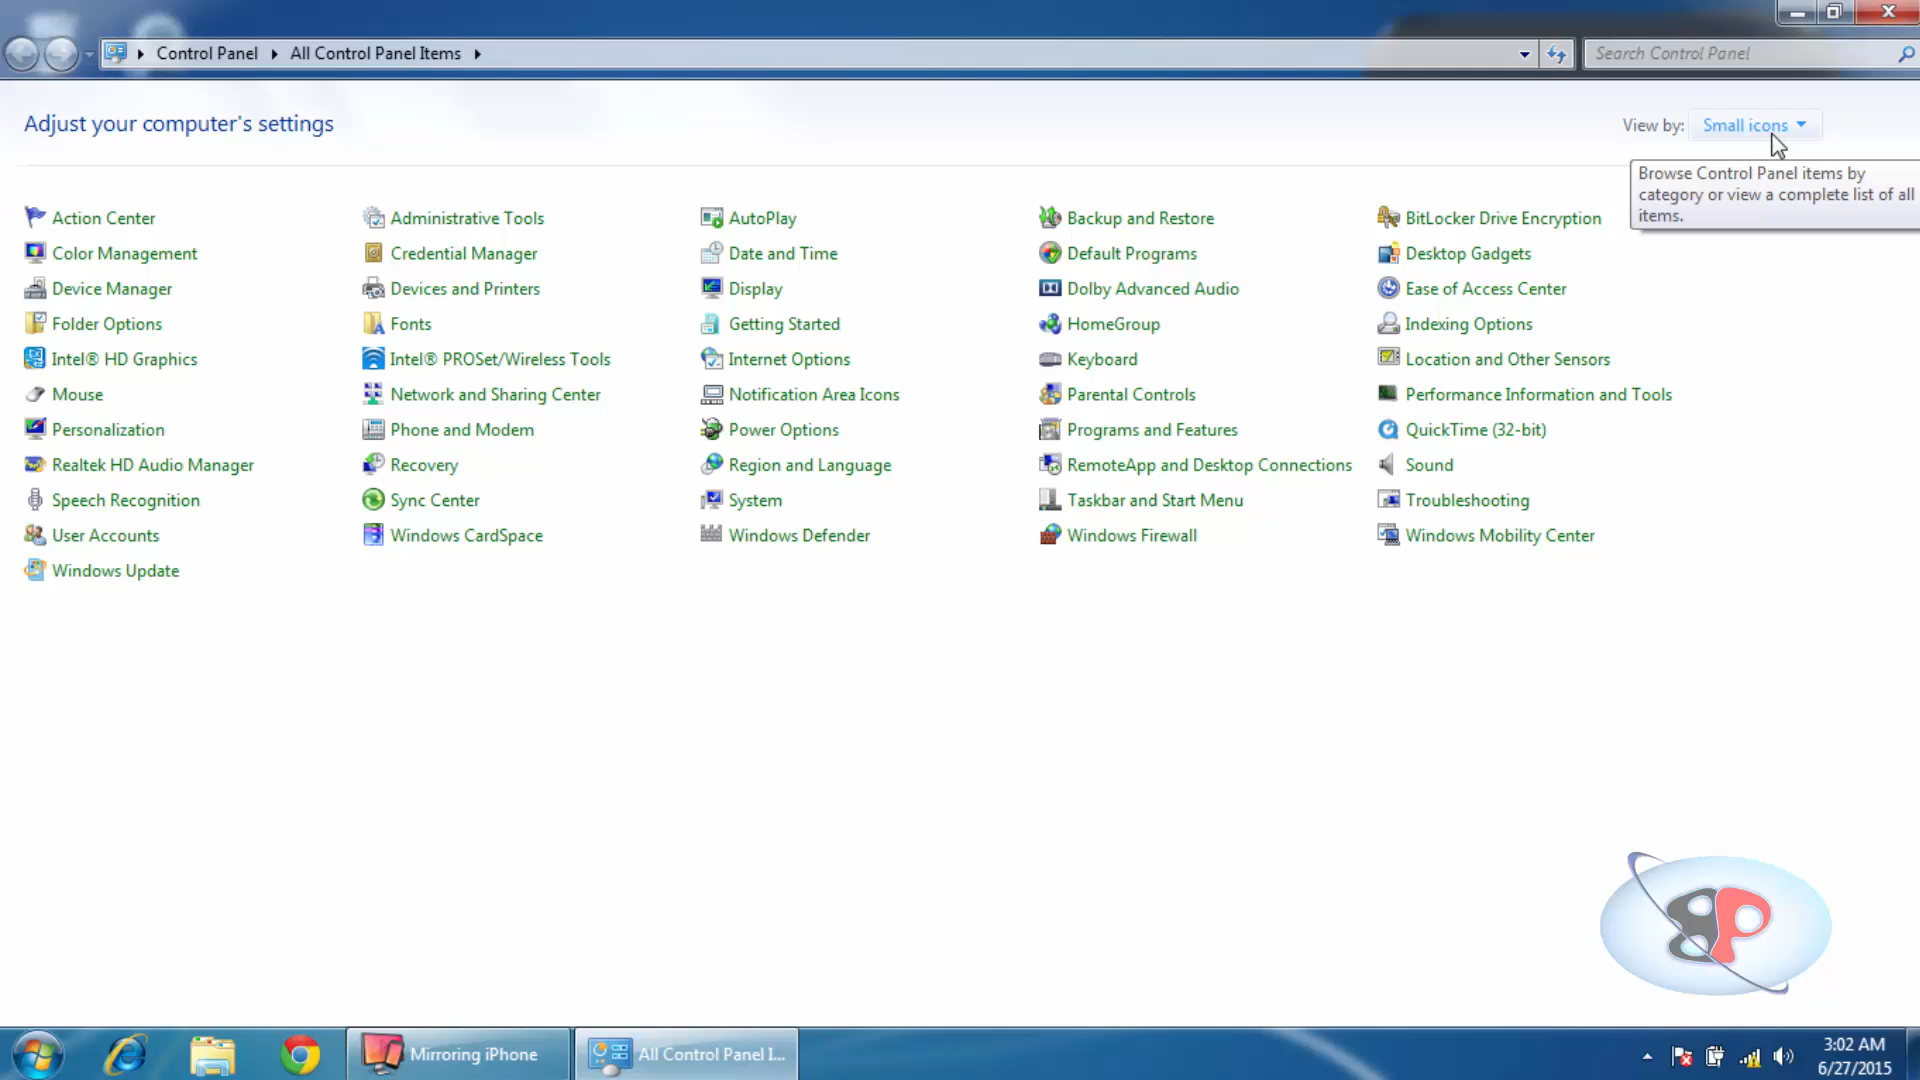 Control Panel
All Control Panel Items
Search Control Panel
Adjust your computer's settings
View by:
Small icons
Browse Control Panel items by
category or view a complete list of all
items.
Action Center
Administrative Tools
AutoPlay
Backup and Restore
BitLocker Drive Encryption
Color Management
Credential Manager
Date and Time
Default Programs
Desktop Gadgets
Device Manager
Devices and Printers
Display
Dolby Advanced Audio
Ease of Access Center
Folder Options
Fonts
Getting Started
HomeGroup
Indexing Options
Intel® HD Graphics
Intel® PROSet/Wireless Tools
Internet Options
Keyboard
Location and Other Sensors
Mouse
Network and Sharing Center
Notification Area Icons
Parental Controls
Performance Information and Tools
Personalization
Phone and Modem
Power Options
Programs and Features
QuickTime (32-bit)
Realtek HD Audio Manager
Recovery
Region and Language
RemoteApp and Desktop Connections
Sound
Speech Recognition
Sync Center
System
Taskbar and Start Menu
Troubleshooting
User Accounts
Windows CardSpace
Windows Defender
Windows Firewall
Windows Mobility Center
Windows Update
BP
Mirroring iPhone
All Control Panel I...
3:02 AM
6/27/2015